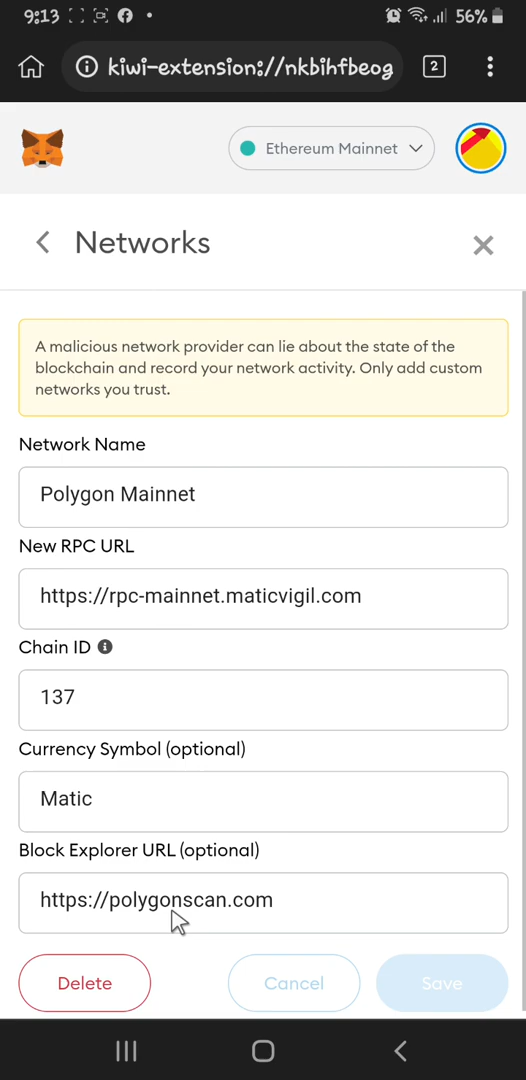 9:13
56%
kiwi-extension://nkbihfbeog
2
Ethereum Mainnet
Networks
A malicious network provider can lie about the state of the
blockchain and record your network activity. Only add custom
networks you trust.
Network Name
Polygon Mainnet
New RPC URL
https://rpc-mainnet.maticvigil.com
Chain ID
137
Currency Symbol (optional)
Matic
Block Explorer URL (optional)
https://polygonscan.com
Delete
Cancel
Save